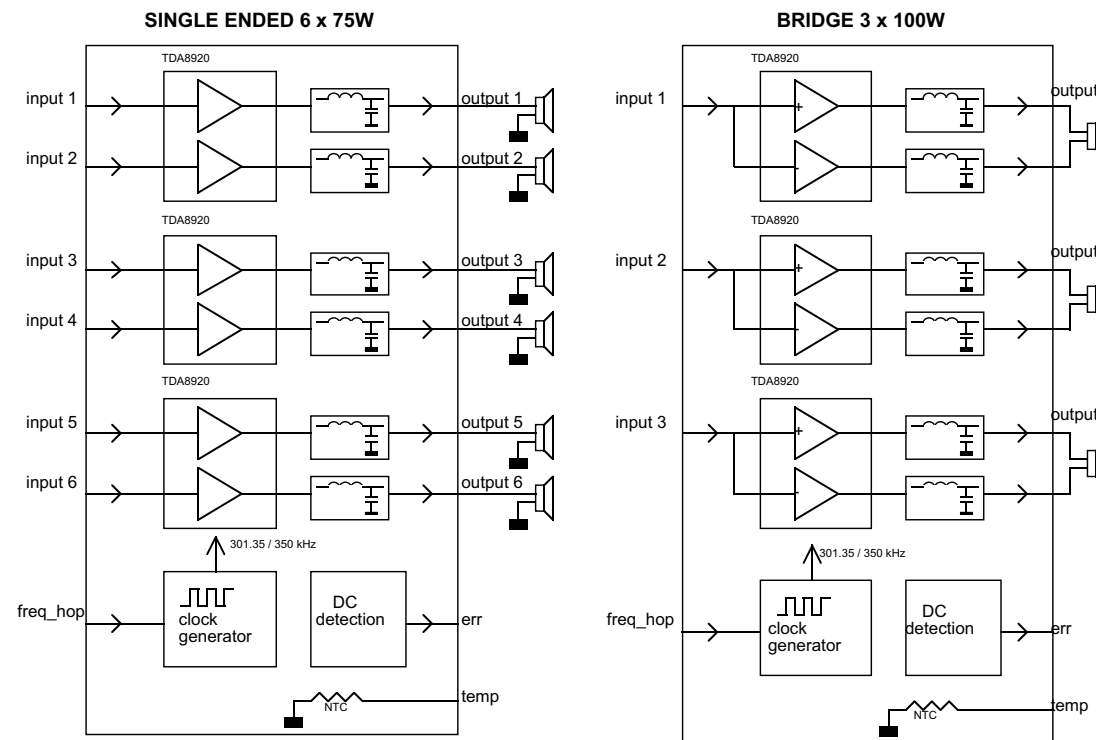 SINGLE ENDED 6 x 75W
TDA8920
input 1
output 1
input 2
output 2
TDA8920
input 3
output 3
input 4
output 4
TDA8920
input 5
output 5
input 6
output 6
301.35 / 350 kHz
freq_hop
clock
generator
DC
detection
err
temp
NTC
BRIDGE 3 x 100W
TDA8920
input 1
output
+
-
TDA8920
input 2
output
+
-
TDA8920
input 3
output
+
-
301.35 / 350 kHz
freq_hop
clock
generator
DC
detection
err
temp
NTC